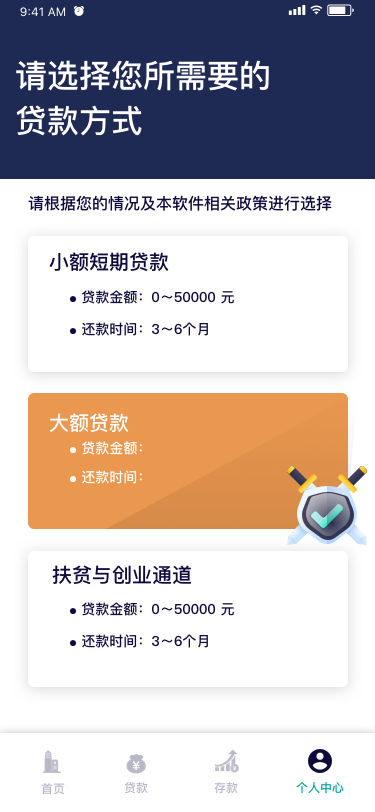 9:41 AM
请选择您所需要的
贷款方式
请根据您的情况及本软件相关政策进行选择
小额短期贷款
贷款金额：0～50000 元
还款时间：3～6个月
大额贷款
贷款金额：
还款时间：
扶贫与创业通道
贷款金额：0～50000 元
还款时间：3～6个月
首页
贷款
存款
个人中心